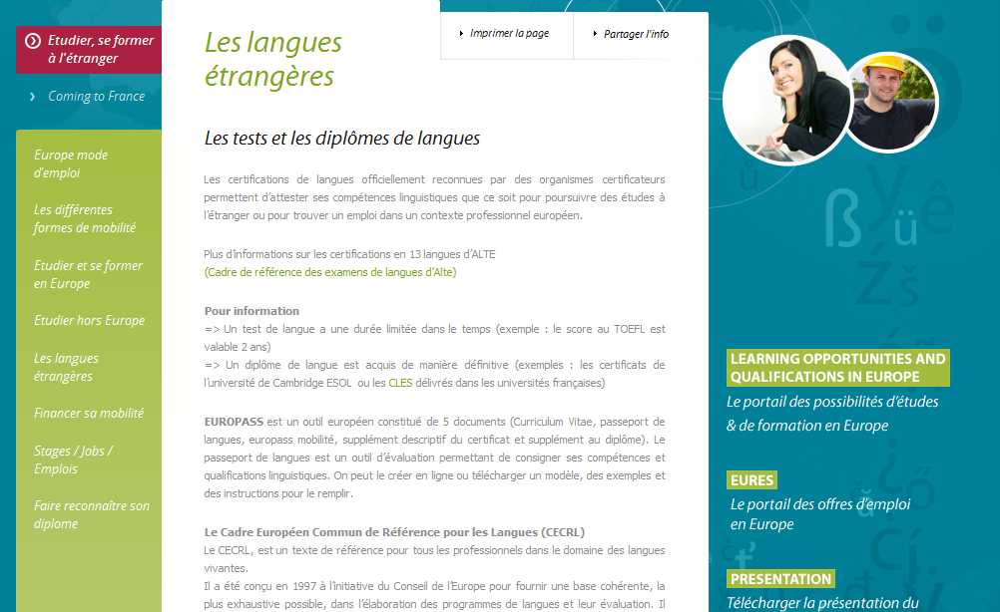 Etudier, se former
à l'étranger
Coming to France
Europe mode
d'emploi
Les différentes
formes de mobilité
Etudier et se former
en Europe
Etudier hors Europe
Les langues
étrangères
Financer sa mobilité
Stages / Jobs /
Emplois
Faire reconnaître son
diplome
Les langues
étrangères
Imprimer la page
Partager l'info
Les tests et les diplômes de langues
Les certifications de langues officiellement reconnues par des organismes certificateurs
permettent d'attester ses compétences linguistiques que ce soit pour poursuivre des études à
l'étranger ou pour trouver un emploi dans un contexte professionnel européen.
Plus d'informations sur les certifications en 13 langues d'ALTE
(Cadre de référence des examens de langues d'Alte)
Pour information
=> Un test de langue a une durée limitée dans le temps (exemple : le score au TOEFL est
valable 2 ans)
=> Un diplôme de langue est acquis de manière définitive (exemples : les certificats de
l'université de Cambridge ESOL ou les CLES délivrés dans les universités françaises)
EUROPASS est un outil européen constitué de 5 documents (Curriculum Vitae, passeport de
langues, europass mobilité, supplément descriptif du certificat et supplément au diplôme). Le
passeport de langues est un outil d'évaluation permettant de consigner ses compétences et
qualifications linguistiques. On peut le créer en ligne ou télécharger un modèle, des exemples et
des instructions pour le remplir.
Le Cadre Européen Commun de Référence pour les Langues (CECRL)
Le CECRL, est un texte de référence pour tous les professionnels dans le domaine des langues
vivantes.
Il a été conçu en 1997 à l'initiative du Conseil de l'Europe pour fournir une base cohérente, la
plus exhaustive possible, dans l'élaboration des programmes de langues et leur évaluation. Il
ů
ÿ
ê
ß
ü
ź
š
LEARNING OPPORTUNITIES AND
QUALIFICATIONS IN EUROPE
Le portail des possibilités d'études
& de formation en Europe
EURES
Le portail des offres d'emploi
en Europe
PRESENTATION
Télécharger la présentation du